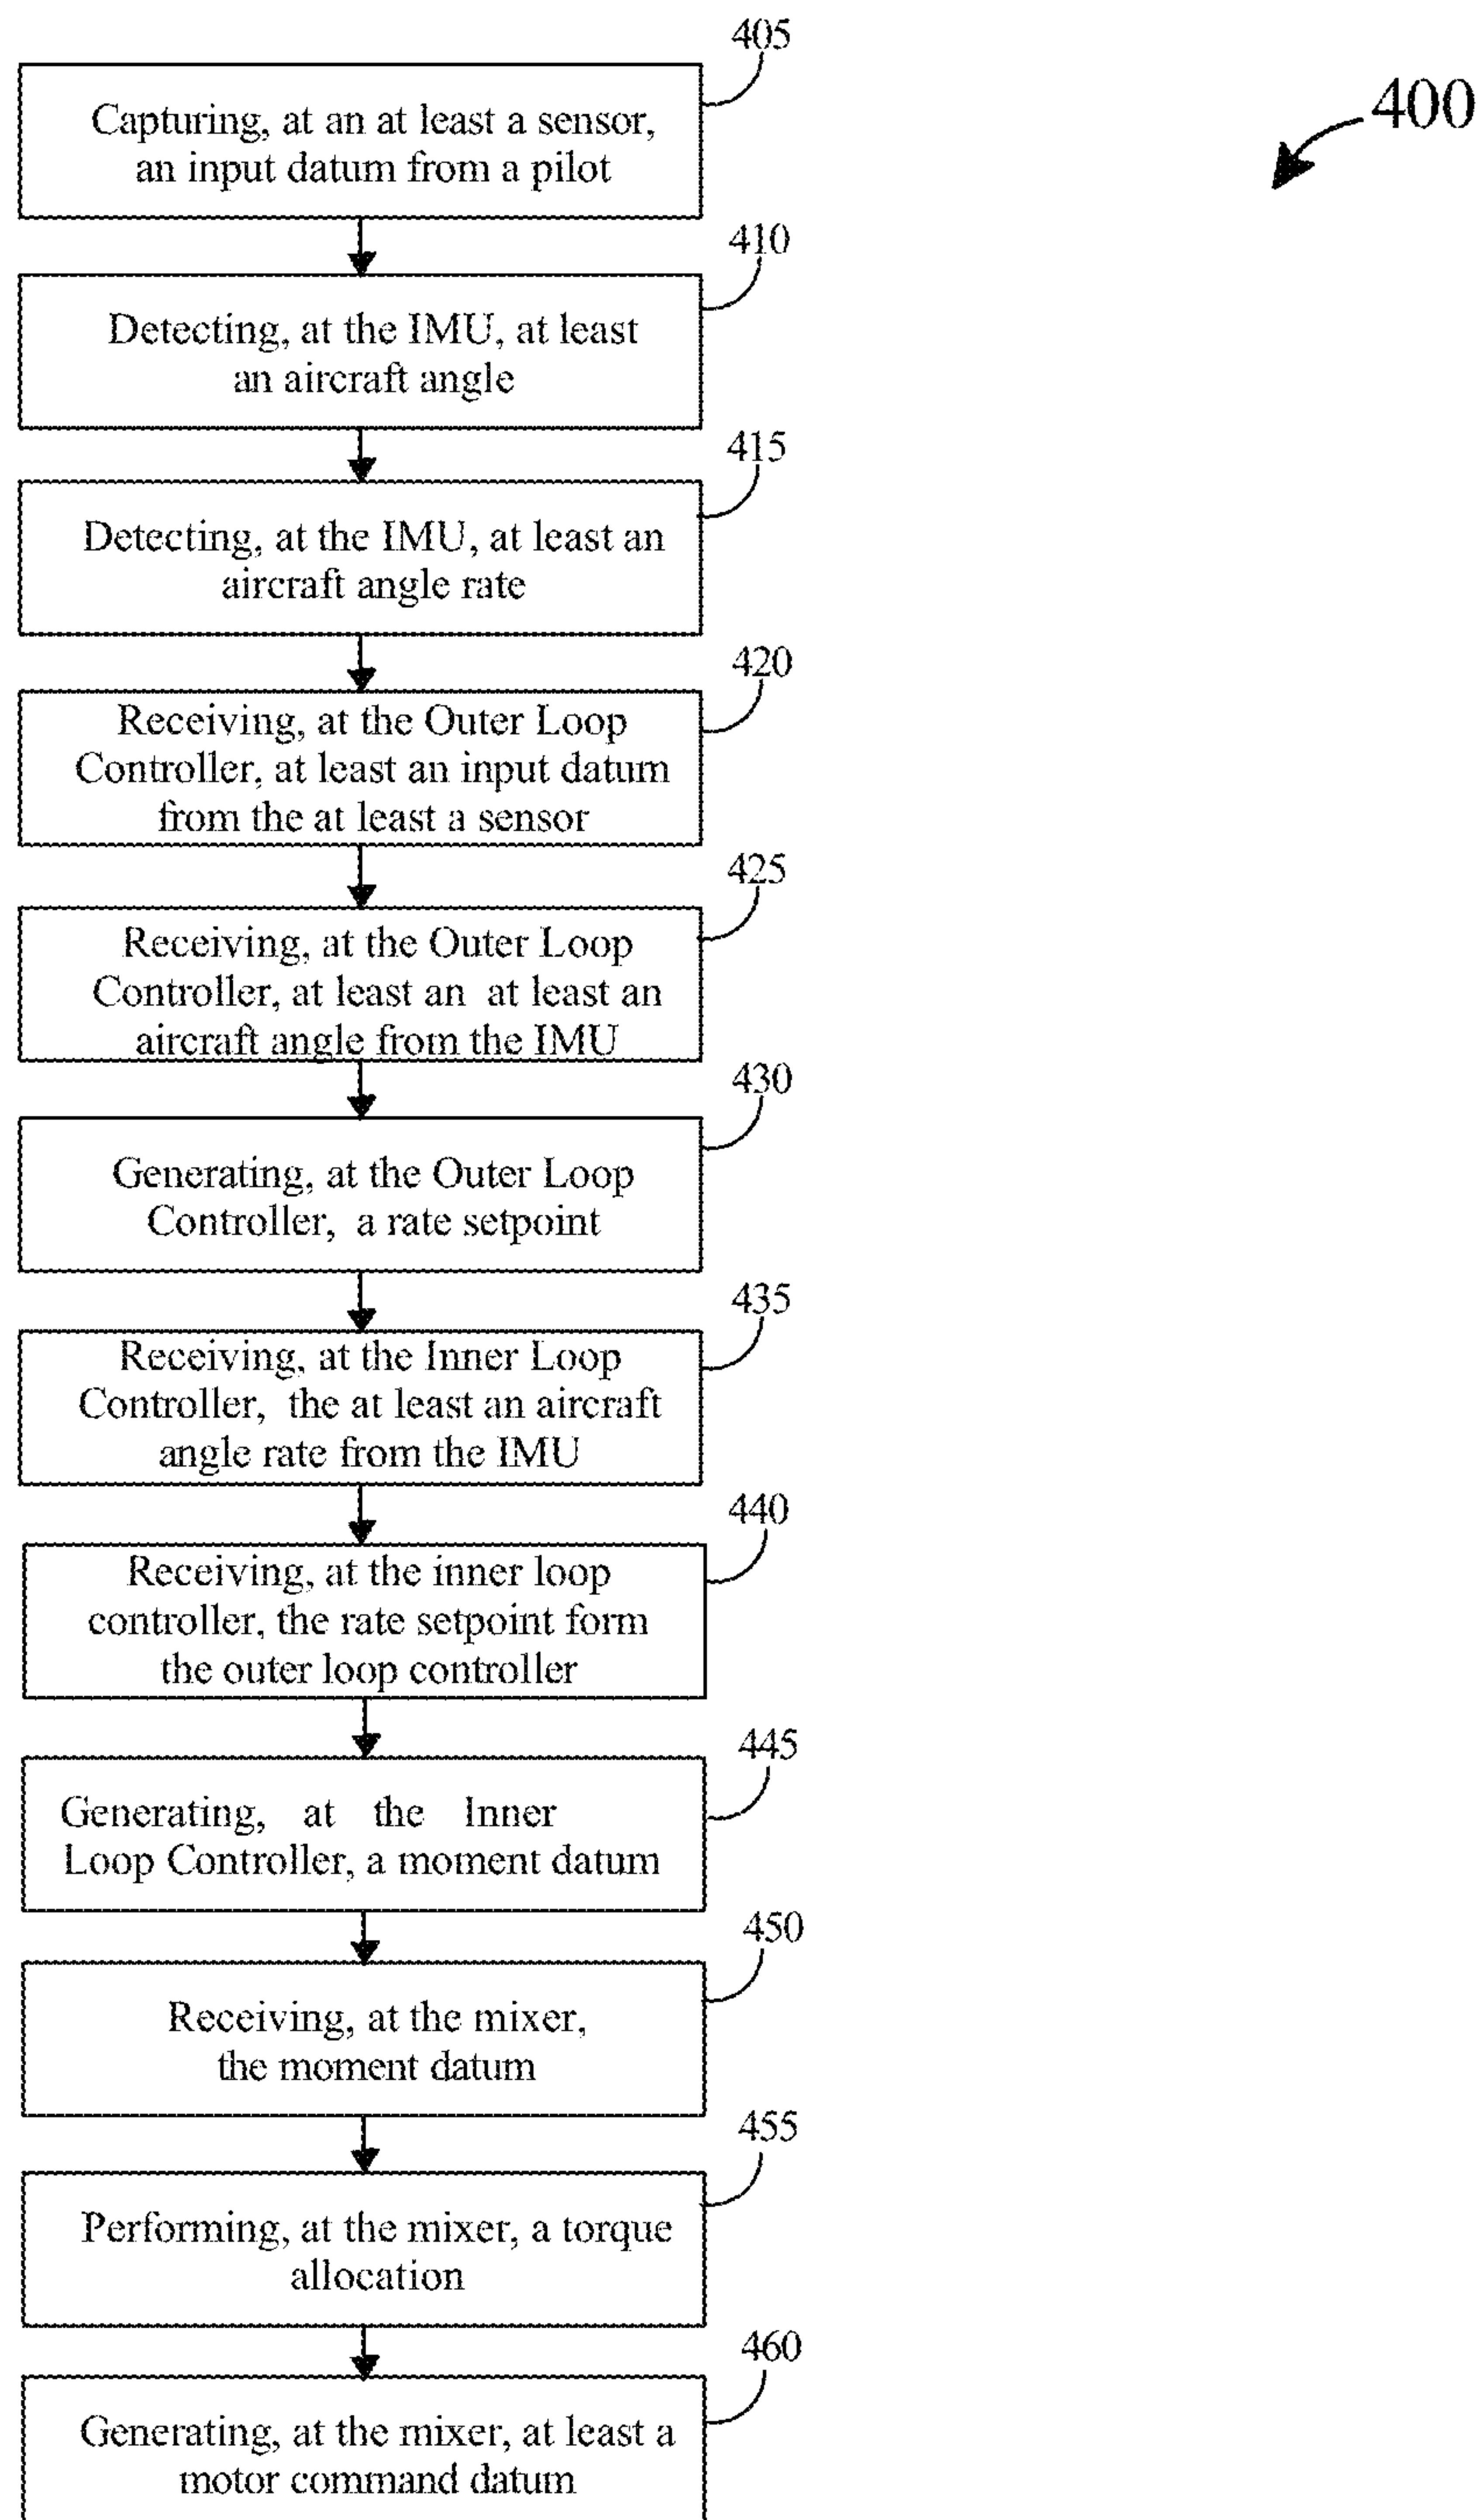 405
400
Capturing, at an at least a sensor,
an input datum from a pilot
410
Detecting, at the IMU, at least
an aircraft angle
415
Detecting, at the IMU, at least an
aircraft angle rate
420
Receiving, at the Outer Loop
Controller, at least an input datum
from the at least a sensor
425
Receiving, at the Outer Loop
Controller, at least an at least an
aircraft angle from the IMU
430
Generating, at the Outer Loop
Controller, a rate setpoint
435
Receiving, at the Inner Loop
Controller, the at least an aircraft
angle rate from the IMU
440
Receiving, at the inner loop
controller, the rate setpoint form
the outer loop controller
445
Generating, at the Inner
Loop Controller, a moment datum
450
Receiving, at the mixer,
the moment datum
455
Performing, at the mixer, a torque
allocation
460
Generating, at the mixer, at least a
motor command datum